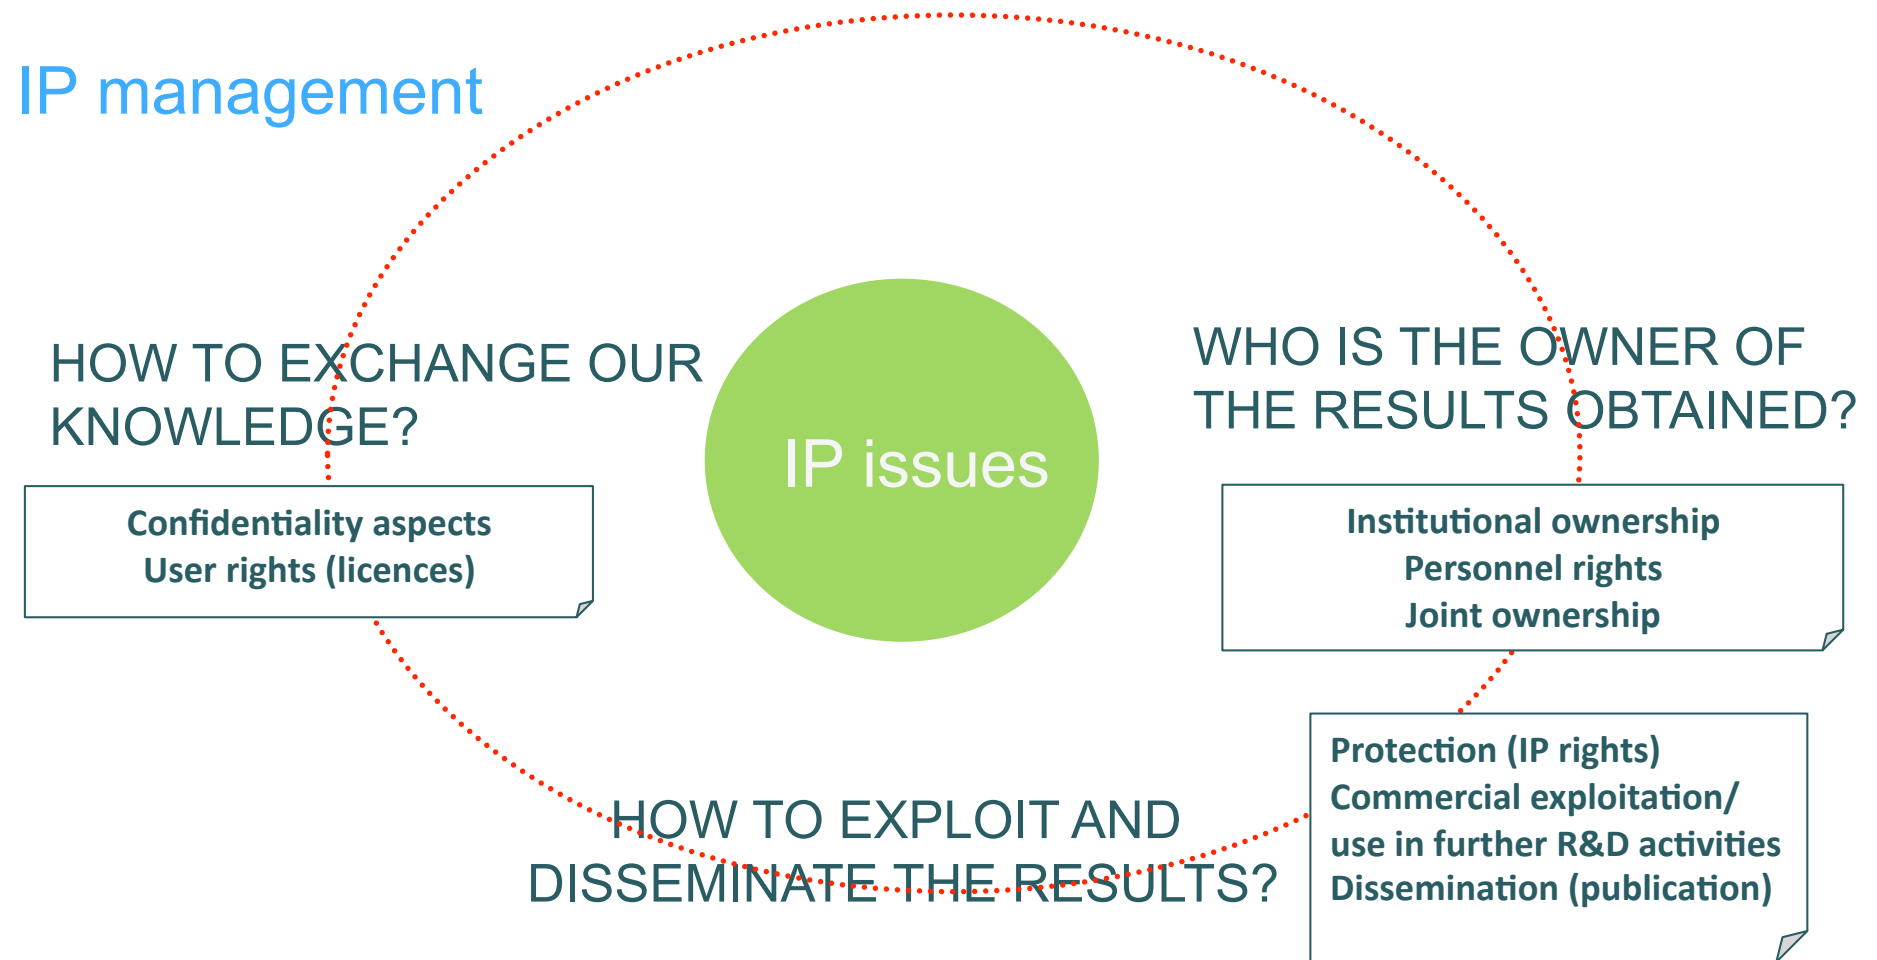 IP management
HOW TO EXCHANGE OUR
KNOWLEDGE?
Confidentiality aspects
User rights (licences)
IP issues
WHO IS THE OWNER OF
THE RESULTS OBTAINED?
Institutional ownership
Personnel rights
Joint ownership
HOW TO EXPLOIT AND
DISSEMINATE THE RESULTS?
Protection (IP rights)
Commercial exploitation/
use in further R&D activities
Dissemination (publication)